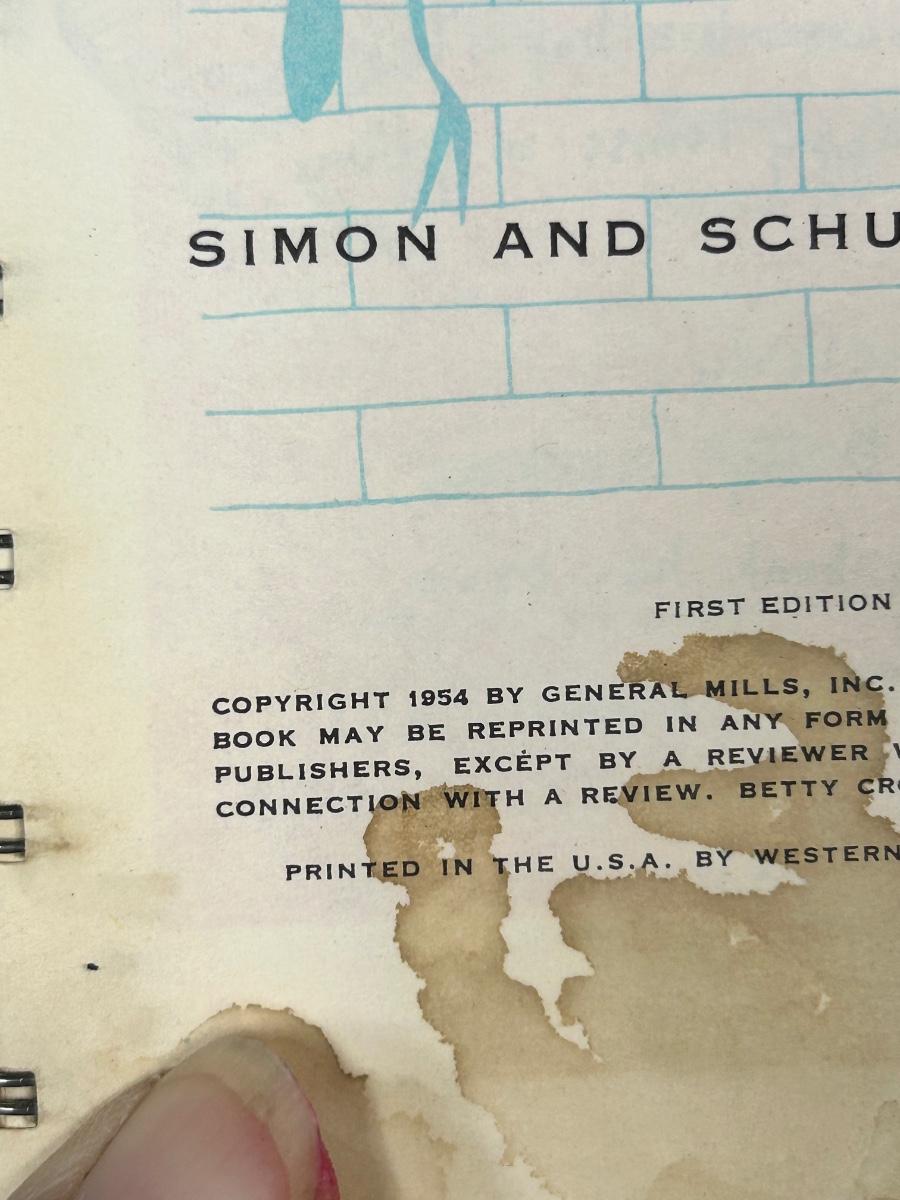 SIMON AND SCHU
FIRST EDITION
COPYRIGHT 1954 BY GENERAL MILLS, INC.
BOOK MAY BE REPRINTED IN ANY FORM
PUBLISHERS, EXCEPT BY A REVIEWER W
CONNECTION WITH A REVIEW. BETTY CRO
PRINTED IN THE U.S.A. BY WESTERN